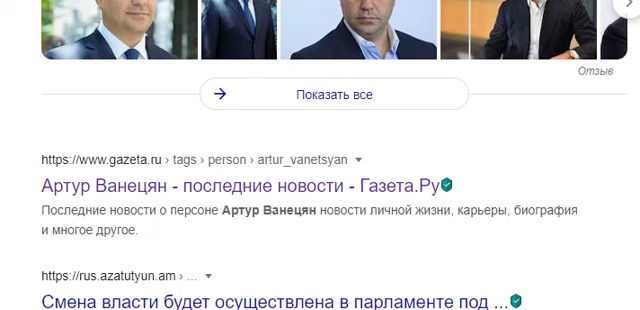 Отзыв
Показать все
https://www.gazeta.ru › tags › person › artur_vanetsyan
Артур Ванецян - последние новости - Газета.Ру
Последние новости о персоне Артур Ванецян новости личной жизни, карьеры, биография
и многое другое.
https://rus.azatutyun.am › ...
Смена власти будет осуществлена в парламенте под ...